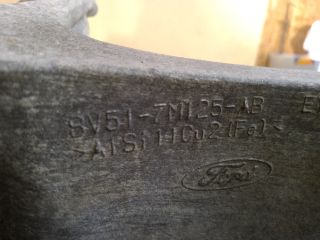 8V51-7M125-AB E
>AlSi11Cu2(Fe)<
Ford